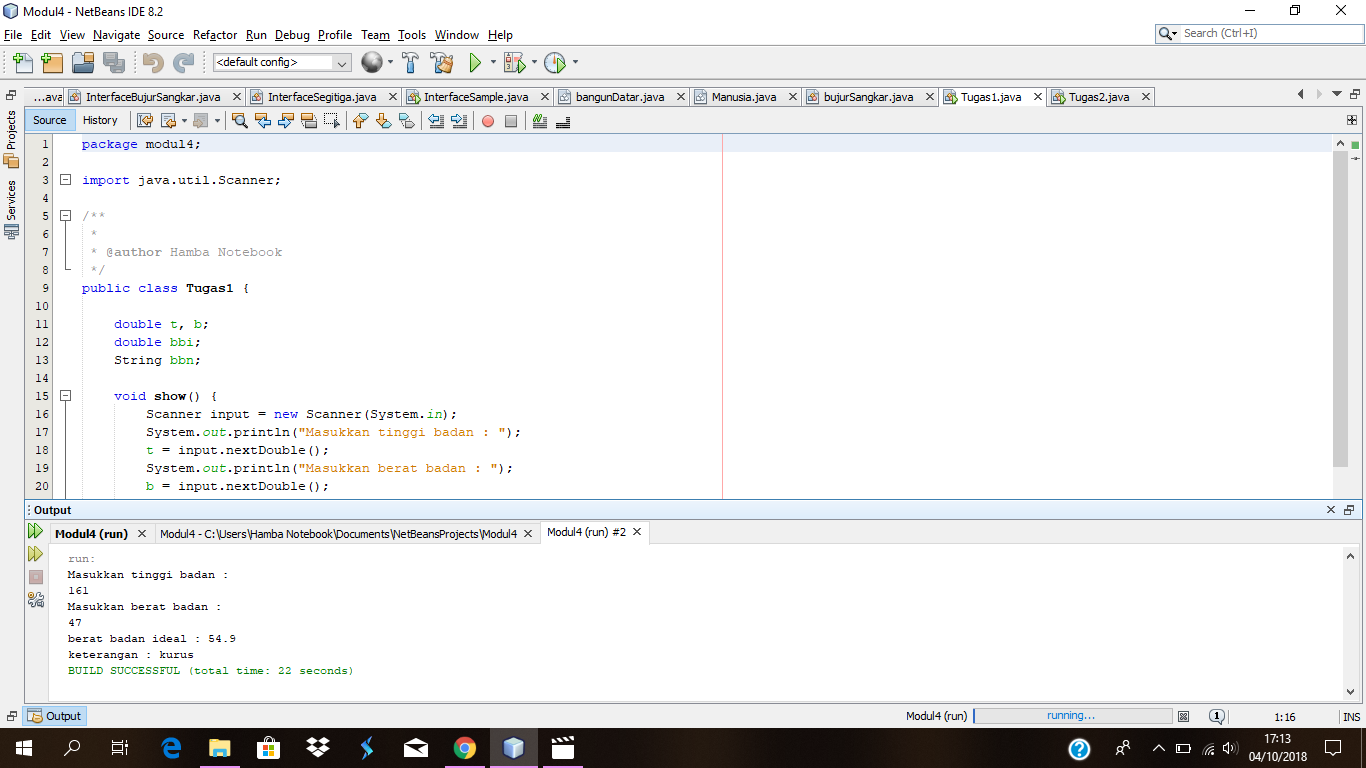 Modul4 - NetBeans IDE 8.2
File Edit View Navigate Source Refactor Run Debug Profile Team Tools Window Help
Search (Ctrl+I)
<default config>
...ava InterfaceBujurSangkar.java InterfaceSegitiga.java InterfaceSample.java bangunDatar.java Manusia.java bujurSangkar.java Tugas1.java Tugas2.java
Projects
Services
Source History
1 package modul4;
2
3 import java.util.Scanner;
4
5 /**
6 *
7 * @author Hamba Notebook
8 */
9 public class Tugas1 {
10
11 double t, b;
12 double bbi;
13 String bbn;
14
15 void show() {
16 Scanner input = new Scanner(System.in);
17 System.out.println("Masukkan tinggi badan : ");
18 t = input.nextDouble();
19 System.out.println("Masukkan berat badan : ");
20 b = input.nextDouble();
Output
Modul4 (run) Modul4 - C:\Users\Hamba Notebook\Documents\NetBeansProjects\Modul4 Modul4 (run) #2
run:
Masukkan tinggi badan :
161
Masukkan berat badan :
47
berat badan ideal : 54.9
keterangan : kurus
BUILD SUCCESSFUL (total time: 22 seconds)
Output
Modul4 (run) running... 1 1:16 INS
17:13
04/10/2018